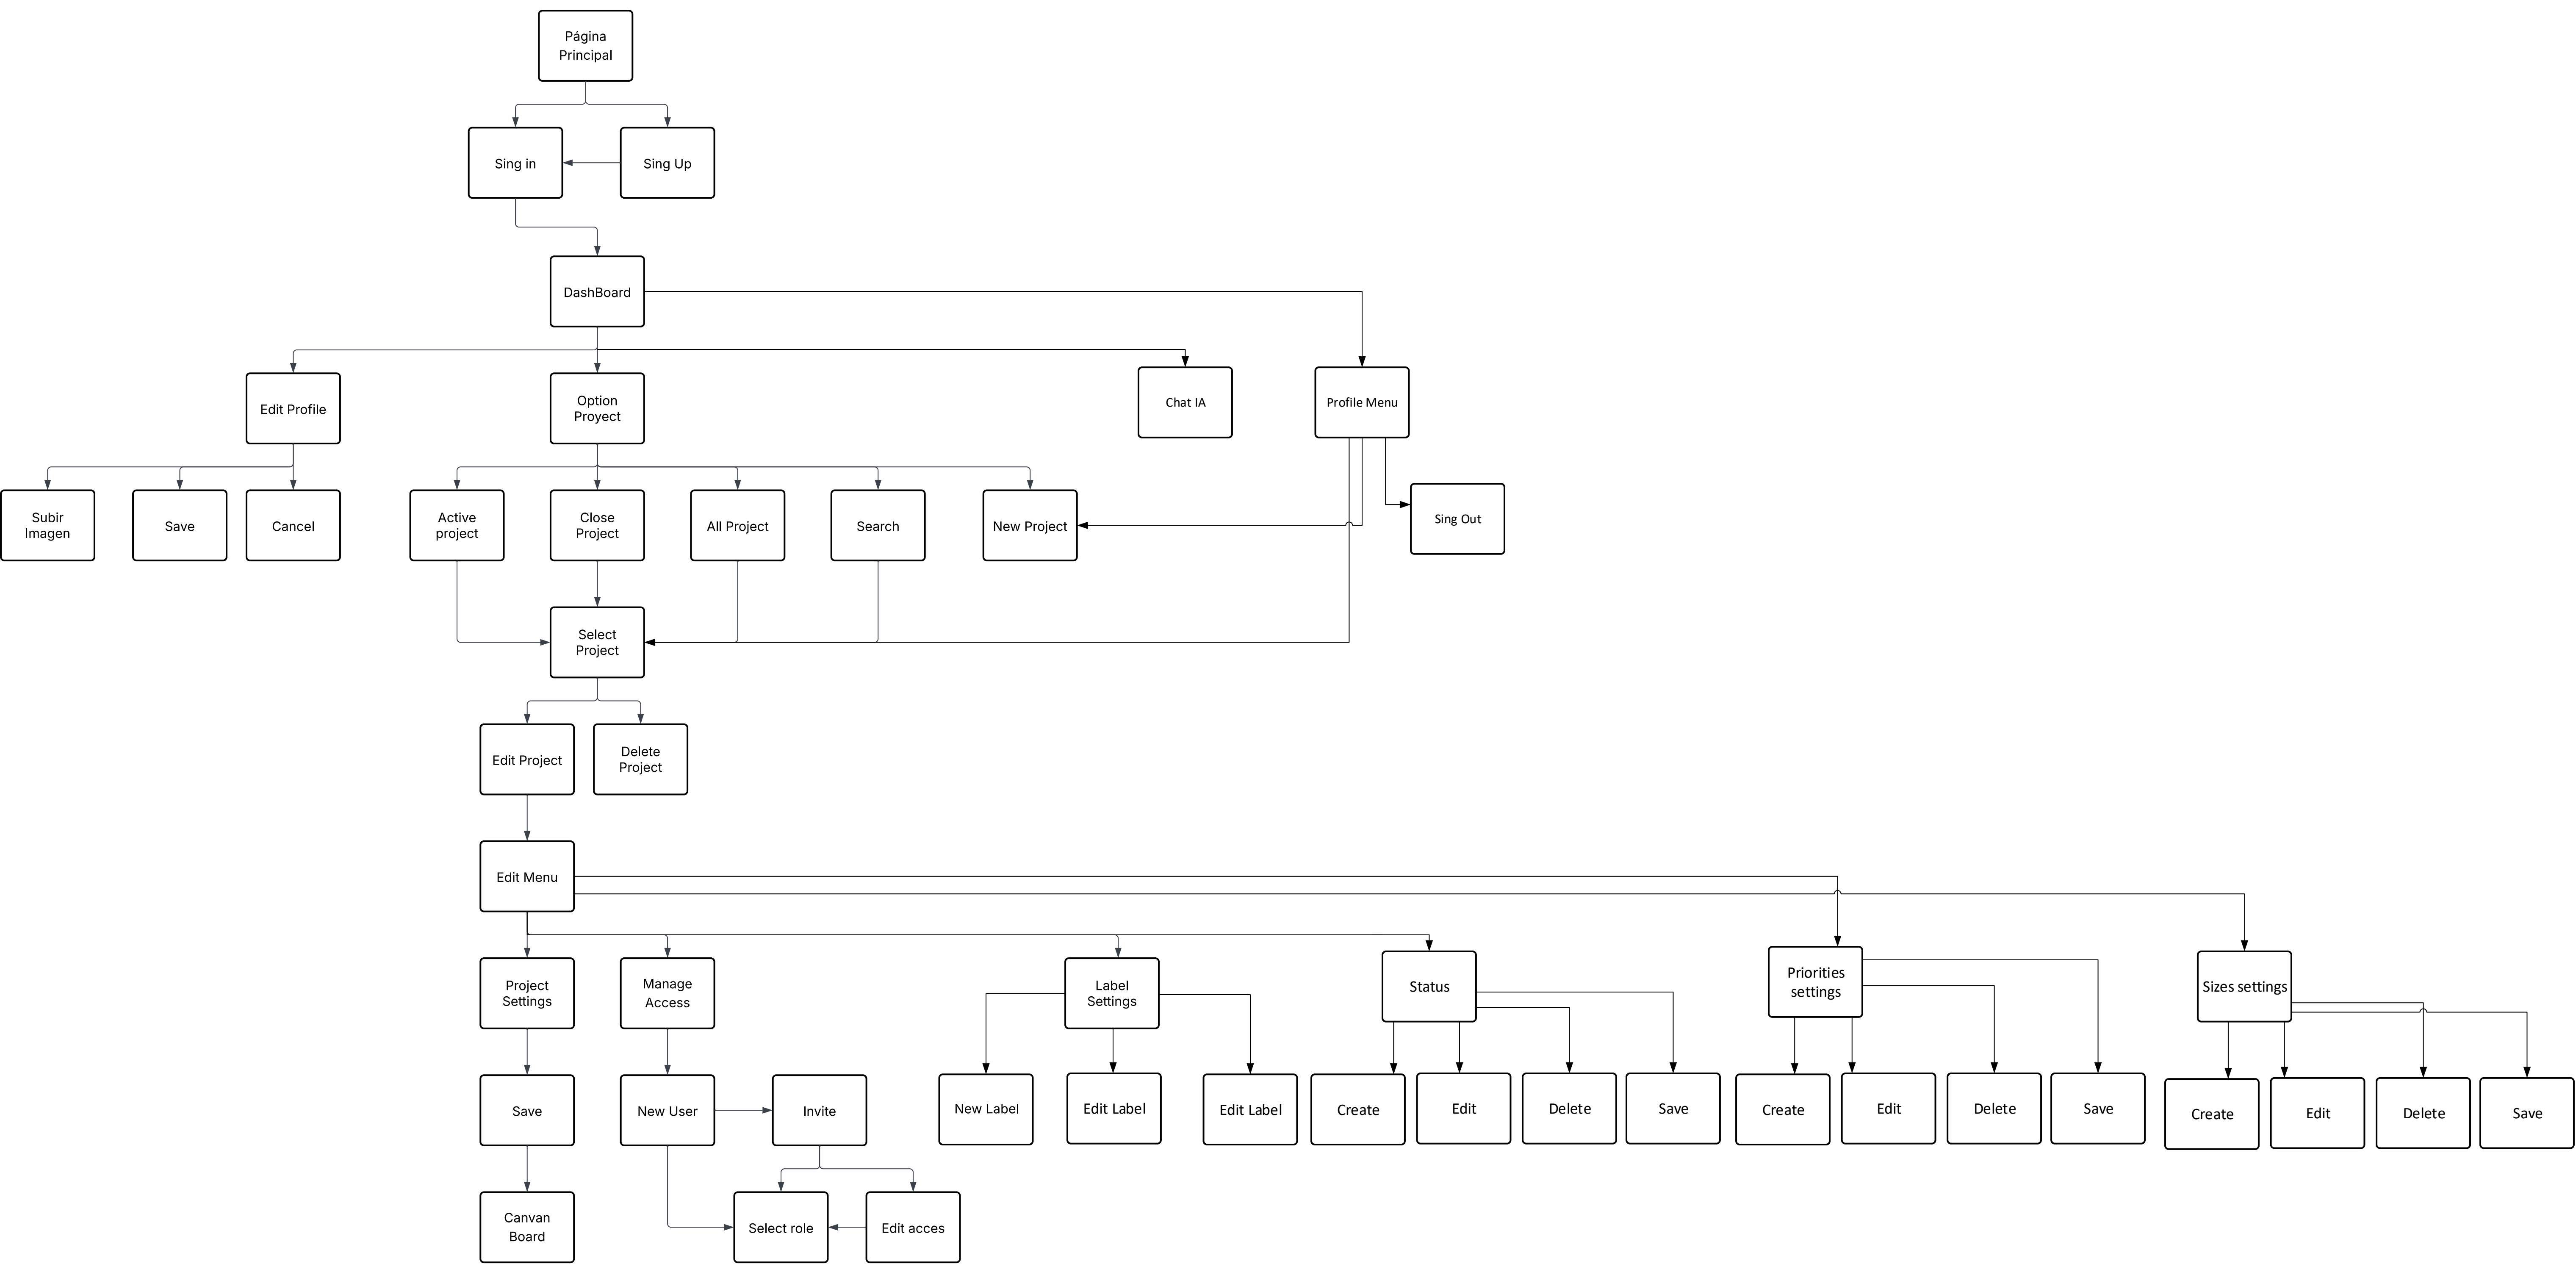 Página
Principal
Sing in
Sing Up
DashBoard
Edit Profile
Option
Proyect
Chat IA
Profile Menu
Subir
Imagen
Save
Cancel
Active
project
Close
Project
All Project
Search
New Project
Sing Out
Select
Project
Edit Project
Delete
Project
Edit Menu
Project
Settings
Manage
Access
Label
Settings
Status
Priorities
settings
Sizes settings
Save
New User
Invite
New Label
Edit Label
Edit Label
Create
Edit
Delete
Save
Create
Edit
Delete
Save
Create
Edit
Delete
Save
Canvan
Board
Select role
Edit acces